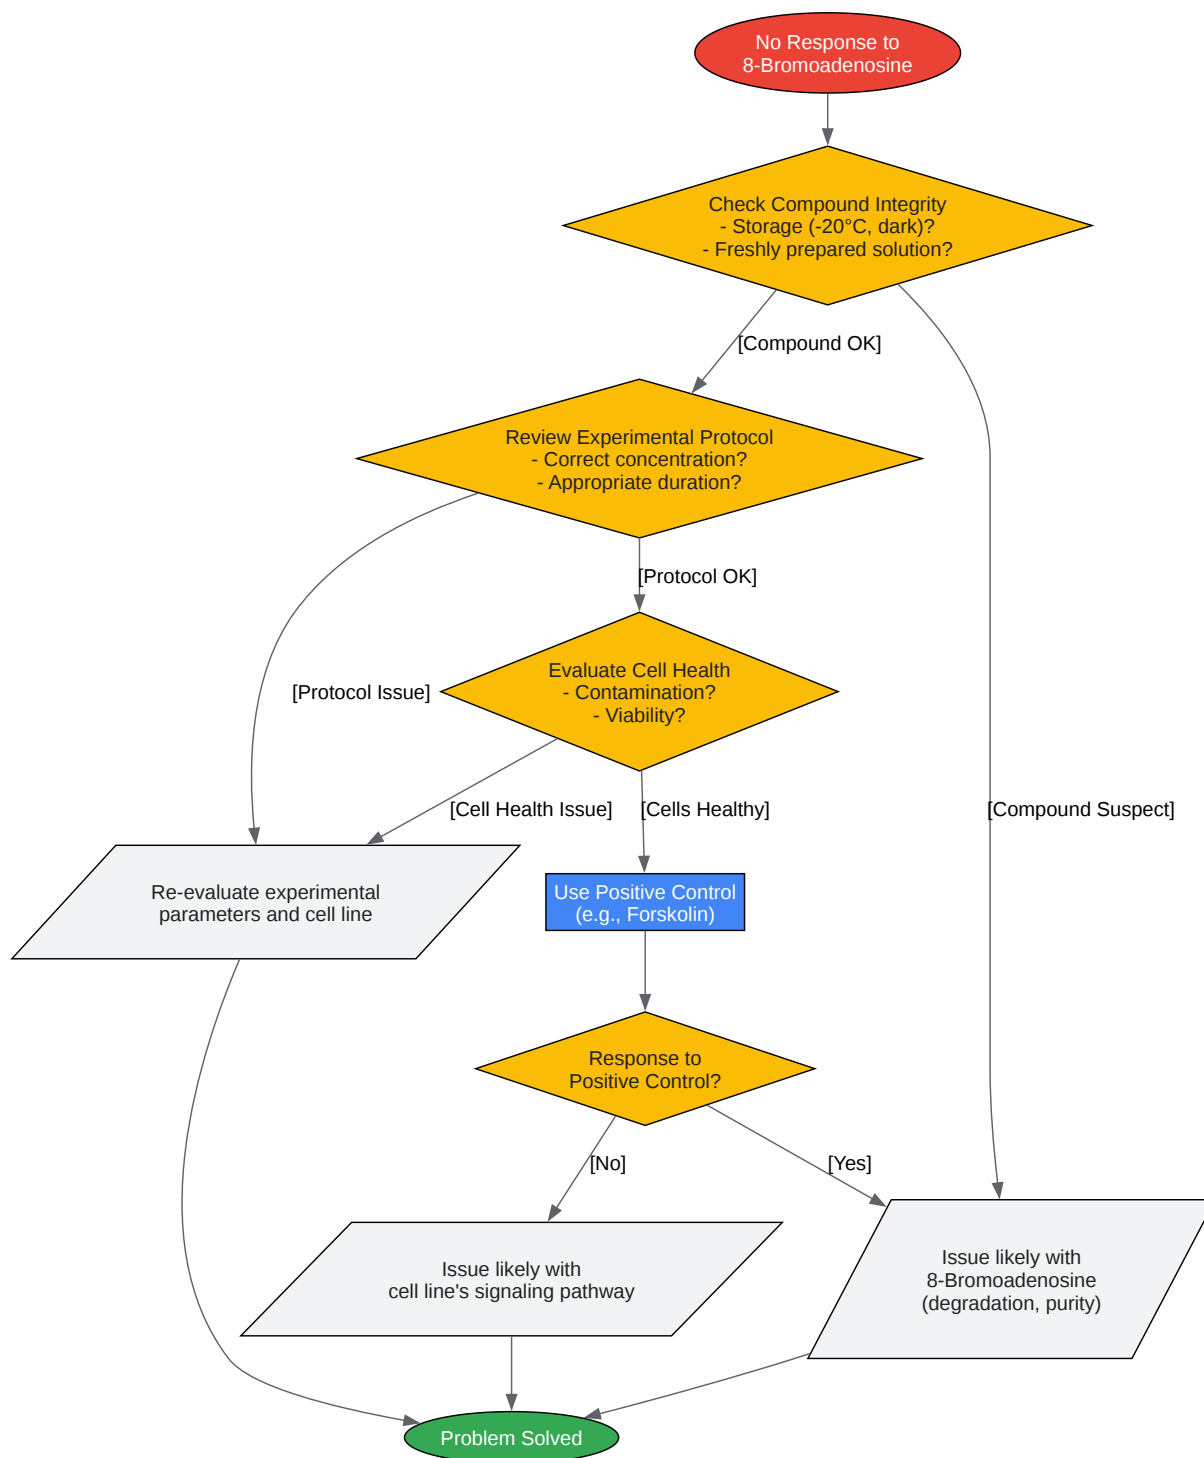 No Response to
8-Bromoadenosine
Check Compound Integrity
- Storage (-20°C, dark)?
- Freshly prepared solution?
[Compound OK]
Review Experimental Protocol
- Correct concentration?
- Appropriate duration?
[Protocol OK]
Evaluate Cell Health
- Contamination?
- Viability?
[Protocol Issue]
[Cell Health Issue]
[Cells Healthy]
[Compound Suspect]
Re-evaluate experimental
parameters and cell line
Use Positive Control
(e.g., Forskolin)
Response to
Positive Control?
[No]
[Yes]
Issue likely with
cell line's signaling pathway
Issue likely with
8-Bromoadenosine
(degradation, purity)
Problem Solved